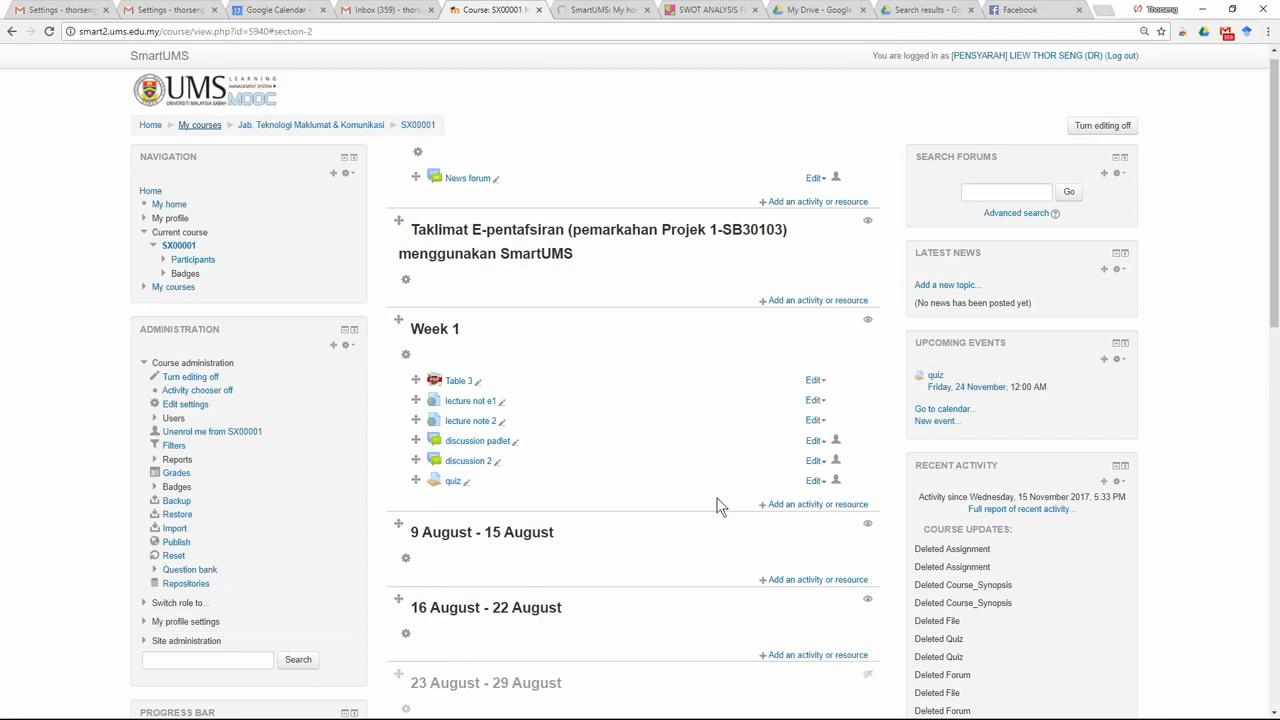 Settings - thorseng
Settings - thorseng
Google Calendar -
Inbox (359) - thorse
Course: SX00001
SmartUMS: My ho
SWOT ANALYSIS
My Drive - Google
Search results - Go
Facebook
Thorseng
smart2.ums.edu.my/course/view.php?id=5940#section-2
SmartUMS
You are logged in as [PENSYARAH] LIEW THOR SENG (DR) (Log out)
UMS
UNIVERSITI MALAYSIA SABAH
LEARNING
MANAGEMENT SYSTEM
MOOC
Home
My courses
Jab. Teknologi Maklumat & Komunikasi
SX00001
Turn editing off
NAVIGATION
Home
My home
My profile
Current course
SX00001
Participants
Badges
My courses
ADMINISTRATION
Course administration
Turn editing off
Activity chooser off
Edit settings
Users
Unenrol me from SX00001
Filters
Reports
Grades
Badges
Backup
Restore
Import
Publish
Reset
Question bank
Repositories
Switch role to...
My profile settings
Site administration
Search
PROGRESS BAR
News forum
Edit
Add an activity or resource
Taklimat E-pentafsiran (pemarkahan Projek 1-SB30103)
menggunakan SmartUMS
Add an activity or resource
Week 1
Table 3
Edit
lecture not e1
Edit
lecture note 2
Edit
discussion padlet
Edit
discussion 2
Edit
quiz
Edit
Add an activity or resource
9 August - 15 August
Add an activity or resource
16 August - 22 August
Add an activity or resource
23 August - 29 August
SEARCH FORUMS
Go
Advanced search
LATEST NEWS
Add a new topic...
(No news has been posted yet)
UPCOMING EVENTS
quiz
Friday, 24 November, 12:00 AM
Go to calendar...
New event...
RECENT ACTIVITY
Activity since Wednesday, 15 November 2017, 5:33 PM
Full report of recent activity...
COURSE UPDATES:
Deleted Assignment
Deleted Assignment
Deleted Course_Synopsis
Deleted Course_Synopsis
Deleted File
Deleted Quiz
Deleted Quiz
Deleted Forum
Deleted File
Deleted Forum